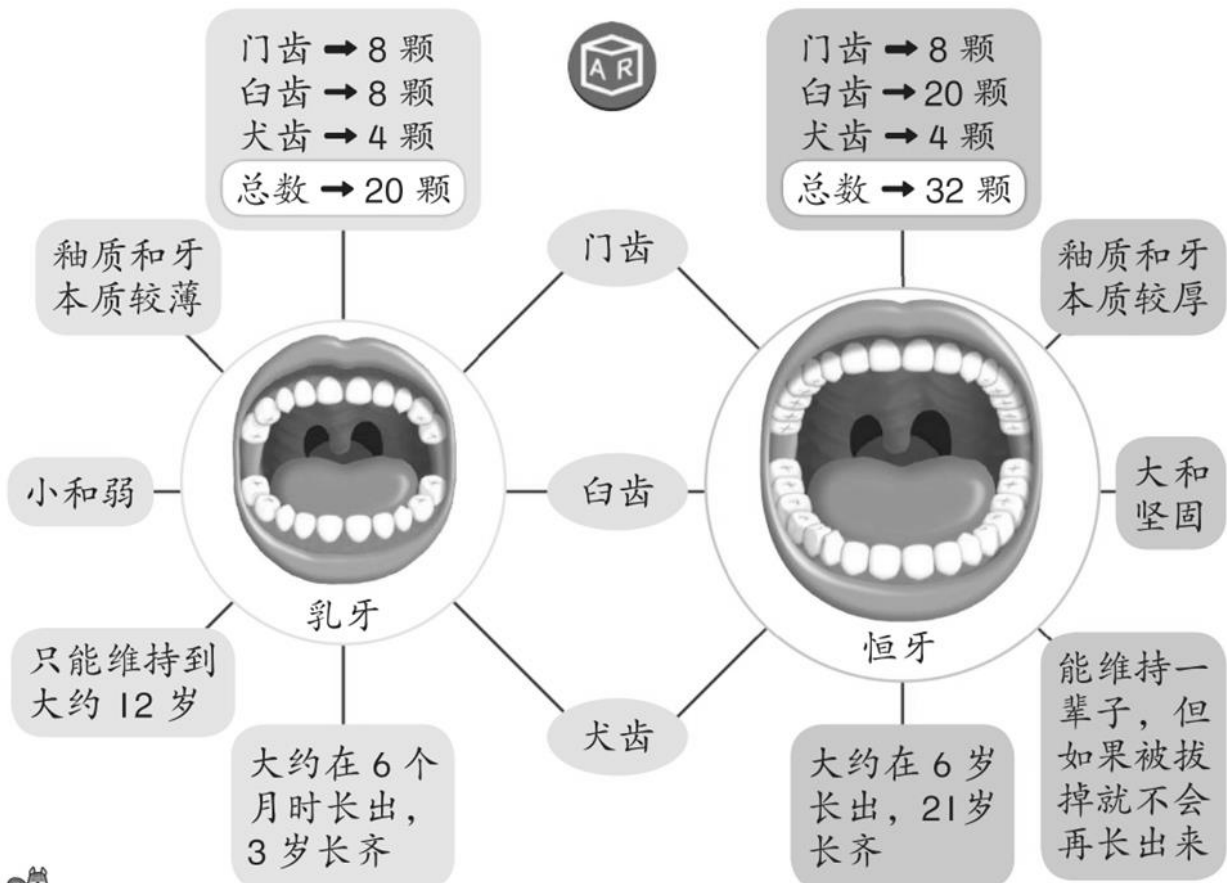 门齿 → 8 颗
臼齿 → 8 颗
犬齿 → 4 颗
总数 → 20 颗
AR
门齿 → 8 颗
臼齿 → 20 颗
犬齿 → 4 颗
总数 → 32 颗
釉质和牙
本质较薄
门齿
釉质和牙
本质较厚
小和弱
臼齿
大和
坚固
乳牙
恒牙
只能维持到
大约 12 岁
犬齿
能维持一
辈子，但
如果被拔
掉就不会
再长出来
大约在 6 个
月时长出，
3 岁长齐
大约在 6 岁
长出，21岁
长齐